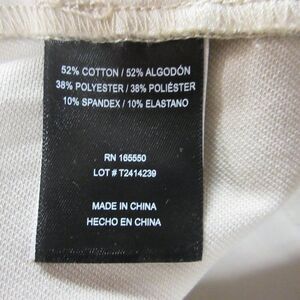 52% COTTON / 52% ALGODÓN
38% POLYESTER / 38% POLIÉSTER
10% SPANDEX / 10% ELASTANO
RN 165550
LOT # T2414239
MADE IN CHINA
HECHO EN CHINA